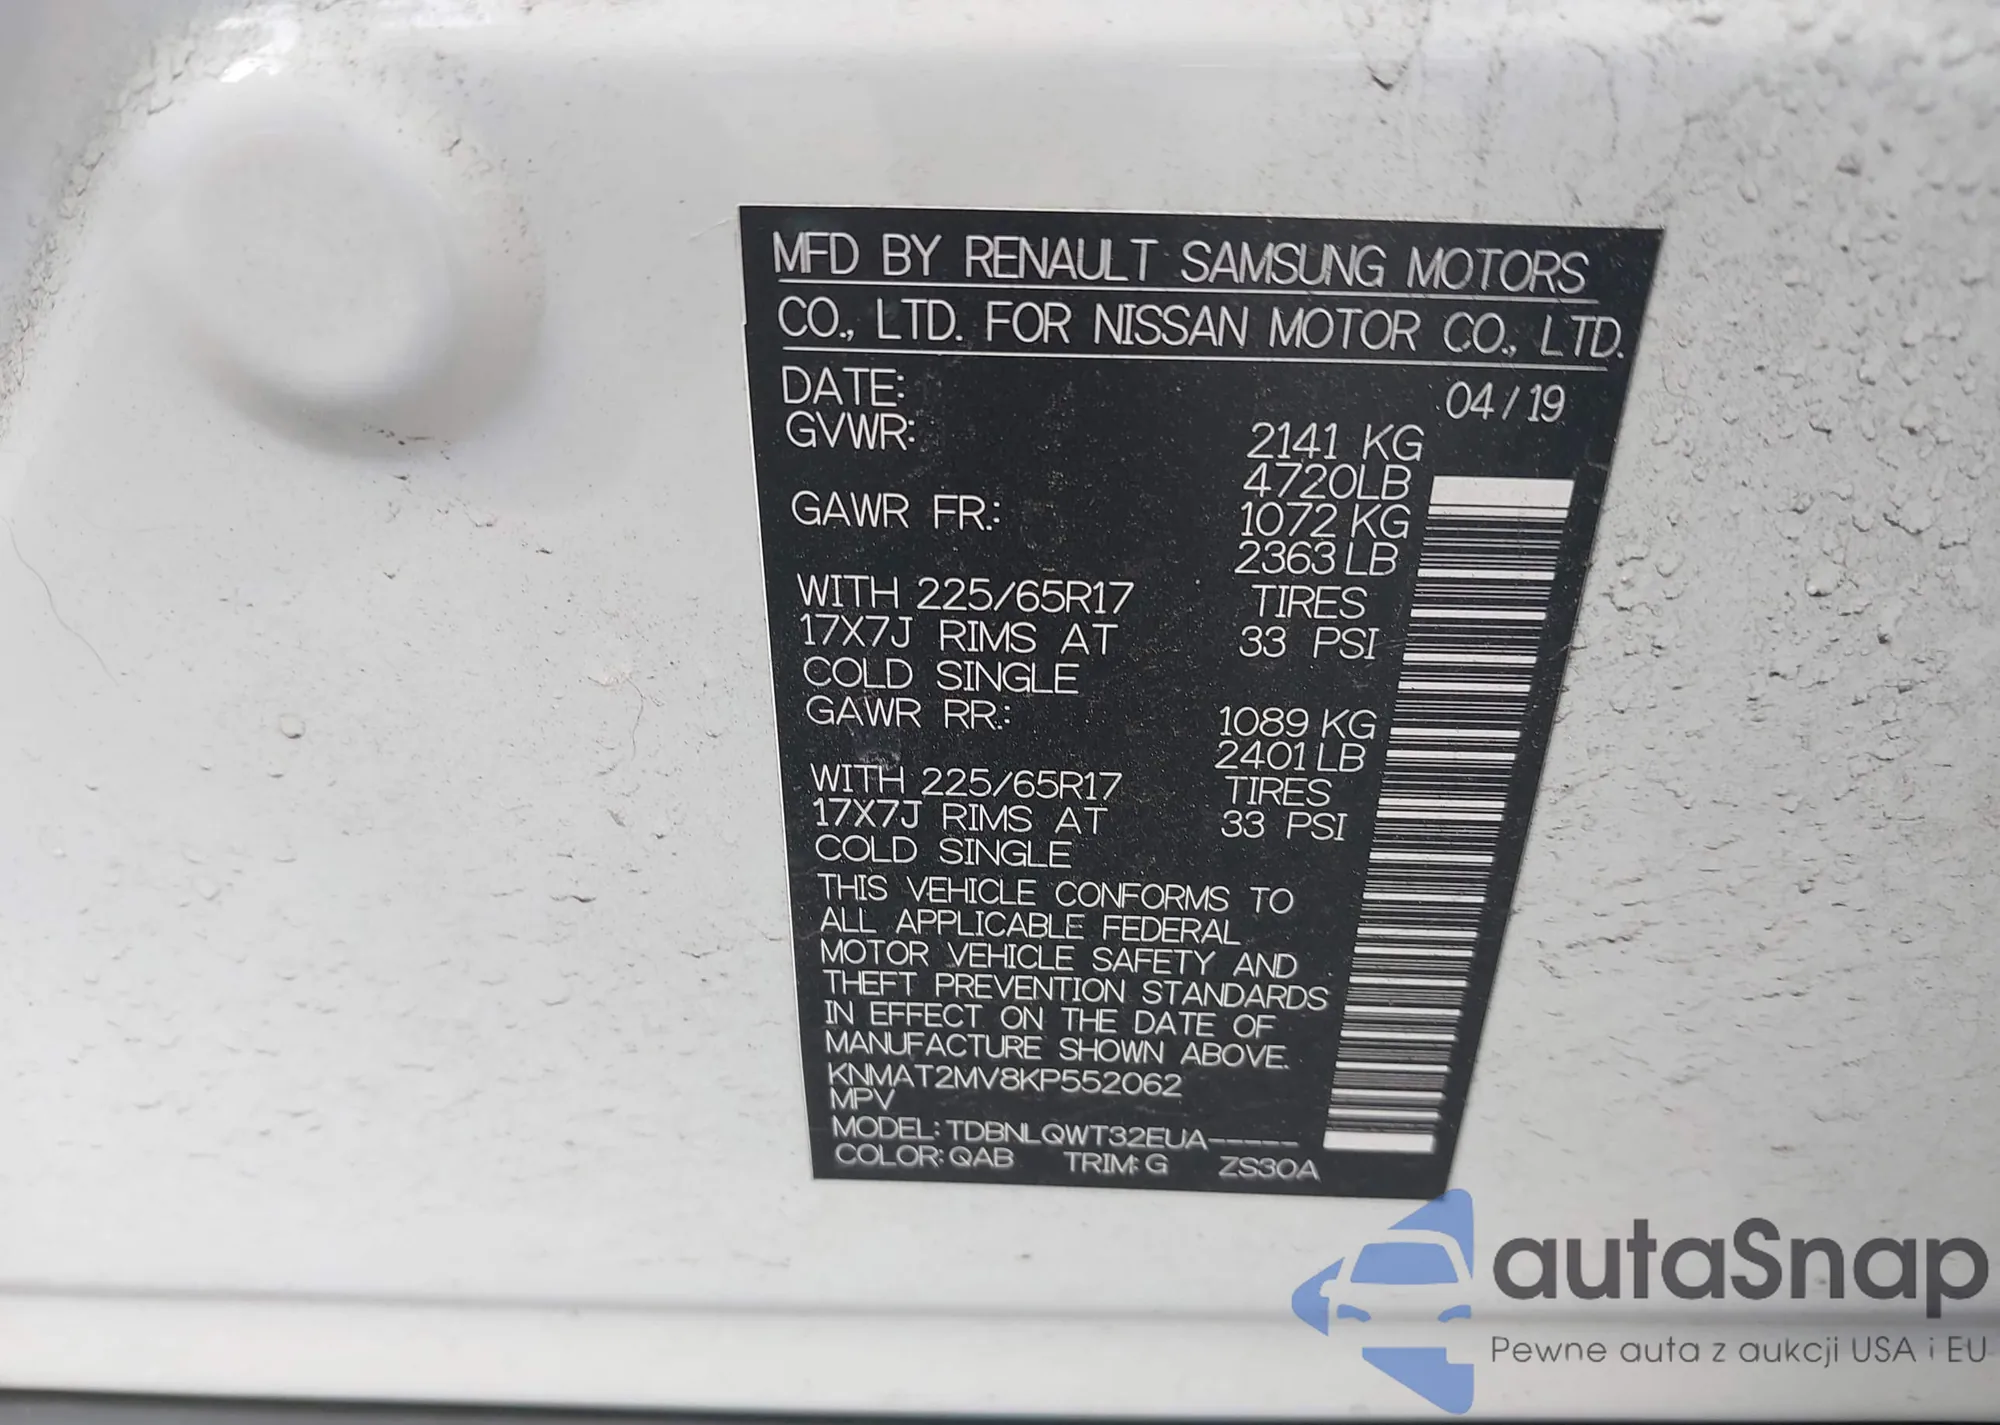 MFD BY RENAULT SAMSUNG MOTORS
CO., LTD. FOR NISSAN MOTOR CO., LTD.
DATE: 04/19
GVWR: 2141 KG
4720LB
GAWR FR.: 1072 KG
2363 LB
WITH 225/65R17 TIRES
17X7J RIMS AT 33 PSI
COLD SINGLE
GAWR RR.: 1089 KG
2401 LB
WITH 225/65R17 TIRES
17X7J RIMS AT 33 PSI
COLD SINGLE
THIS VEHICLE CONFORMS TO
ALL APPLICABLE FEDERAL
MOTOR VEHICLE SAFETY AND
THEFT PREVENTION STANDARDS
IN EFFECT ON THE DATE OF
MANUFACTURE SHOWN ABOVE.
KNMAT2MV8KP552062
MPV
MODEL: TDBNLQWT32EUA-----
COLOR: QAB TRIM: G ZS30A
autaSnap
Pewne auta z aukcji USA i EU